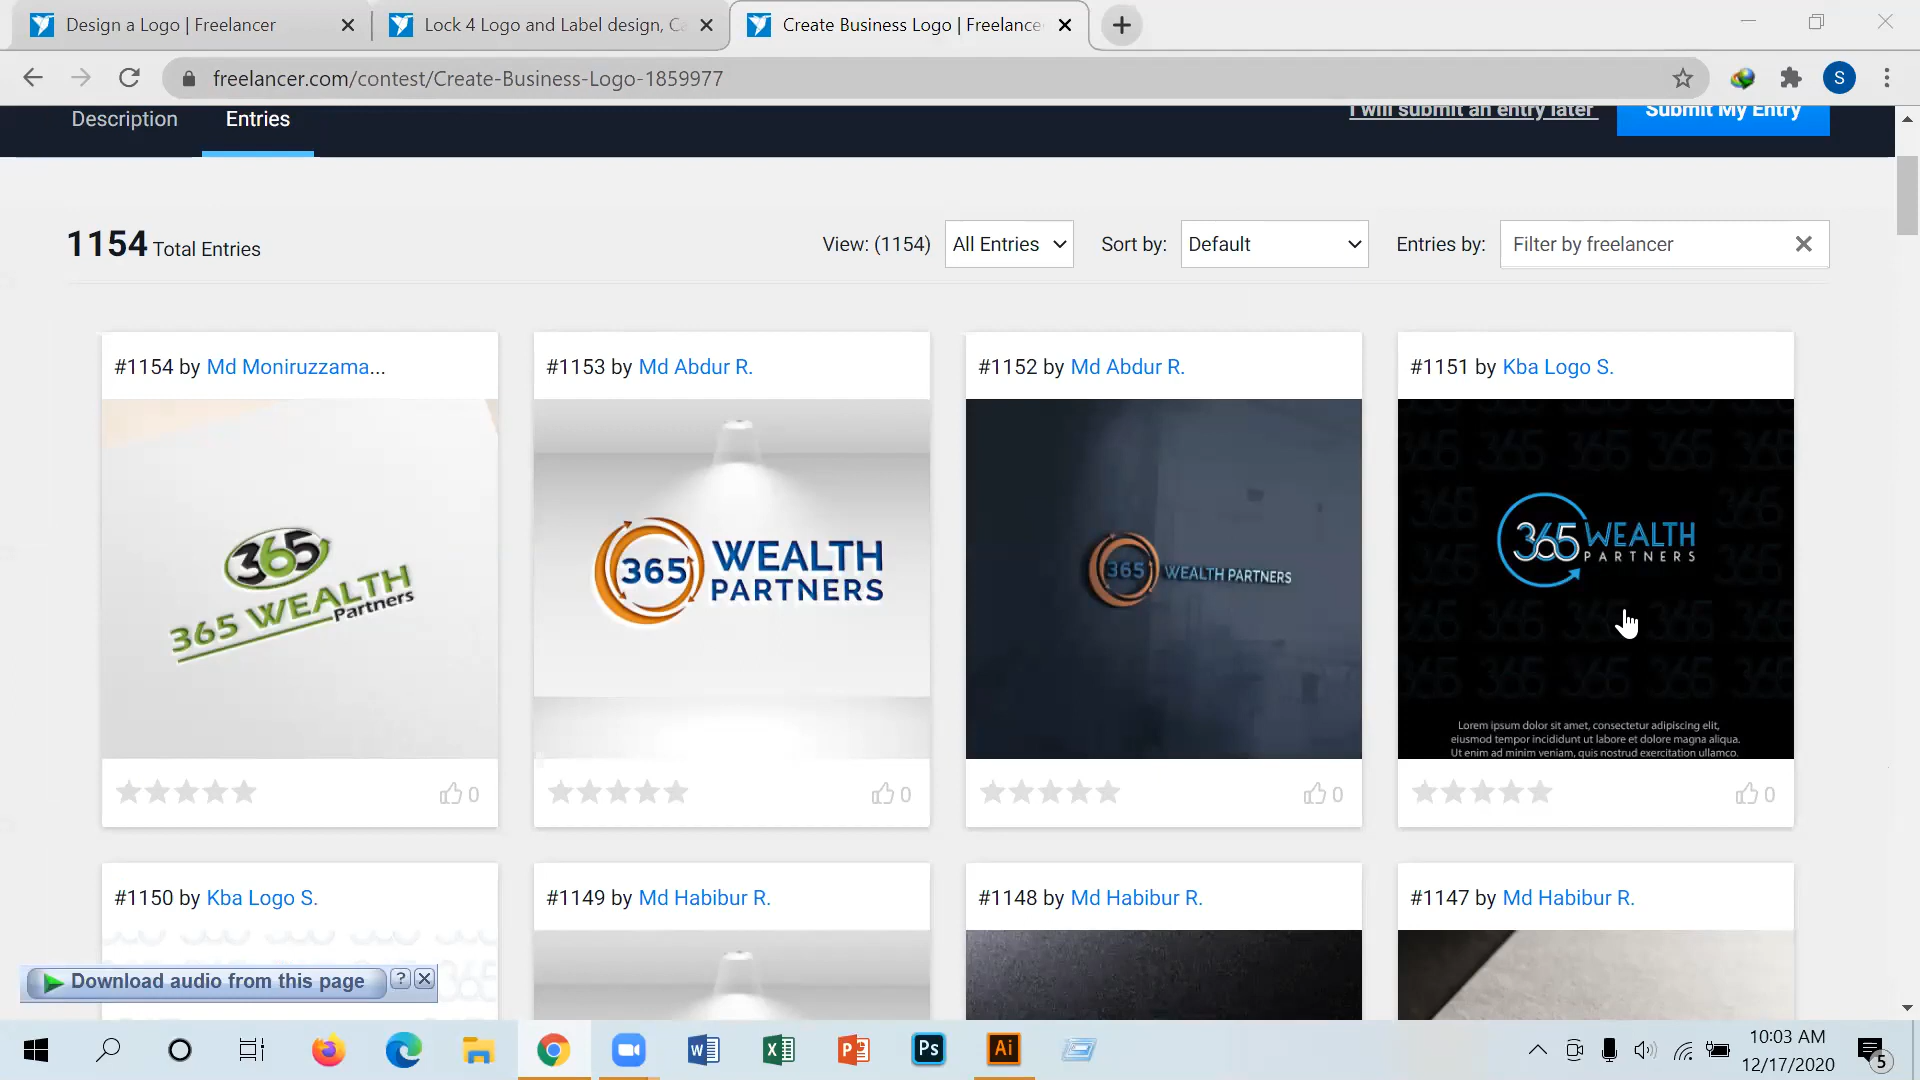 Design a Logo | Freelancer
Lock 4 Logo and Label design, Ca
Create Business Logo | Freelance
freelancer.com/contest/Create-Business-Logo-1859977
S
Description
Entries
I will submit an entry later
Submit My Entry
1154 Total Entries
View: (1154)
All Entries
Sort by:
Default
Entries by:
Filter by freelancer
#1154 by Md Moniruzzama...
#1153 by Md Abdur R.
#1152 by Md Abdur R.
#1151 by Kba Logo S.
365
365 WEALTH
Partners
365
WEALTH
PARTNERS
365
WEALTH PARTNERS
365 WEALTH
PARTNERS
Lorem ipsum dolor sit amet, consectetur adipiscing elit,
eiusmod tempor incididunt ut labore et dolore magna aliqua.
Ut enim ad minim veniam, quis nostrud exercitation ullamco.
0
0
0
0
#1150 by Kba Logo S.
#1149 by Md Habibur R.
#1148 by Md Habibur R.
#1147 by Md Habibur R.
Download audio from this page
?
Ps
Ai
10:03 AM
12/17/2020
5